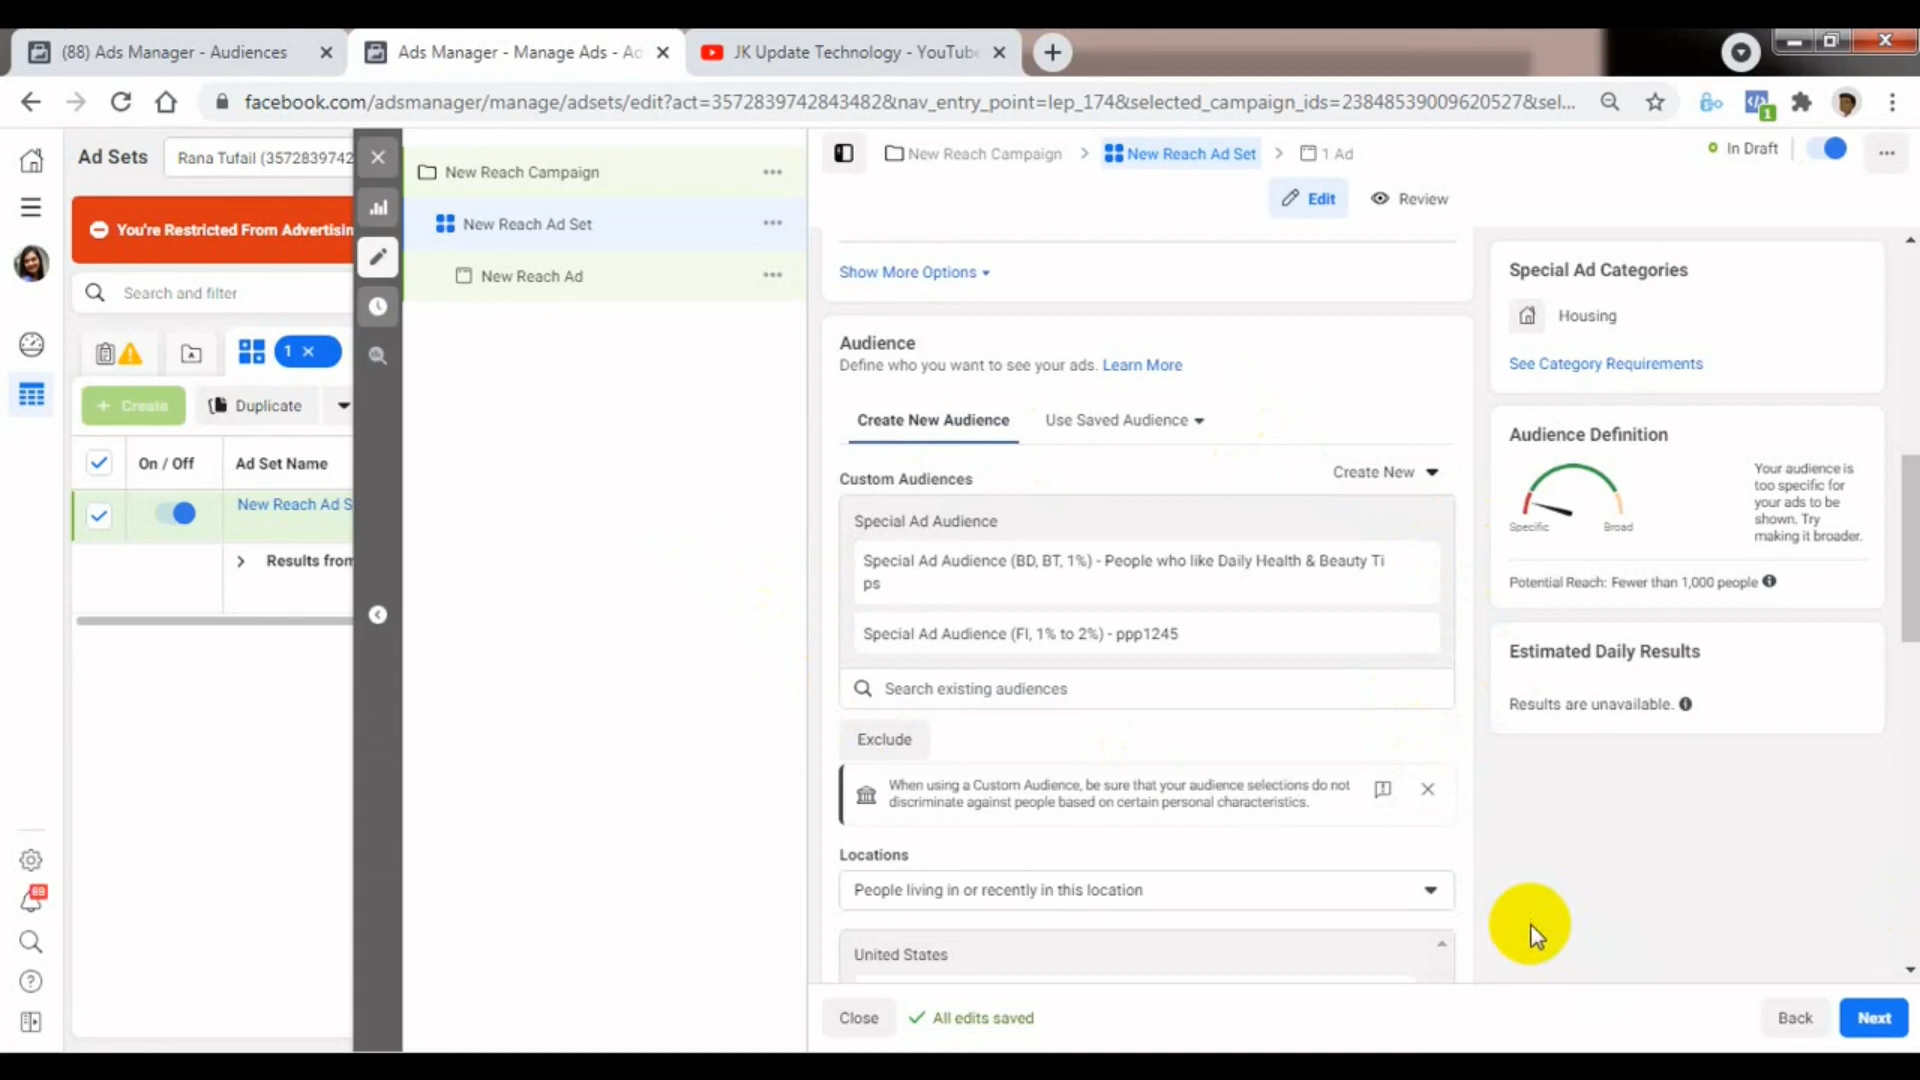 (88) Ads Manager - Audiences
Ads Manager - Manage Ads - Ac
JK Update Technology - YouTube
facebook.com/adsmanager/manage/adsets/edit?act=3572839742843482&nav_entry_point=lep_174&selected_campaign_ids=23848539009620527&sel...
1
Ad Sets
Rana Tufail (3572839742
You're Restricted From Advertisin
Search and filter
1
+ Create
Duplicate
On / Off
Ad Set Name
New Reach Ad S
Results from
88
New Reach Campaign
New Reach Ad Set
New Reach Ad
New Reach Campaign
New Reach Ad Set
1 Ad
In Draft
Edit
Review
Show More Options
Audience
Define who you want to see your ads. Learn More
Create New Audience
Use Saved Audience
Custom Audiences
Create New
Special Ad Audience
Special Ad Audience (BD, BT, 1%) - People who like Daily Health & Beauty Ti
ps
Special Ad Audience (FI, 1% to 2%) - ppp1245
Search existing audiences
Exclude
When using a Custom Audience, be sure that your audience selections do not
discriminate against people based on certain personal characteristics.
Locations
People living in or recently in this location
United States
Close
All edits saved
Back
Next
Special Ad Categories
Housing
See Category Requirements
Audience Definition
Specific
Broad
Your audience is
too specific for
your ads to be
shown. Try
making it broader.
Potential Reach: Fewer than 1,000 people
Estimated Daily Results
Results are unavailable.